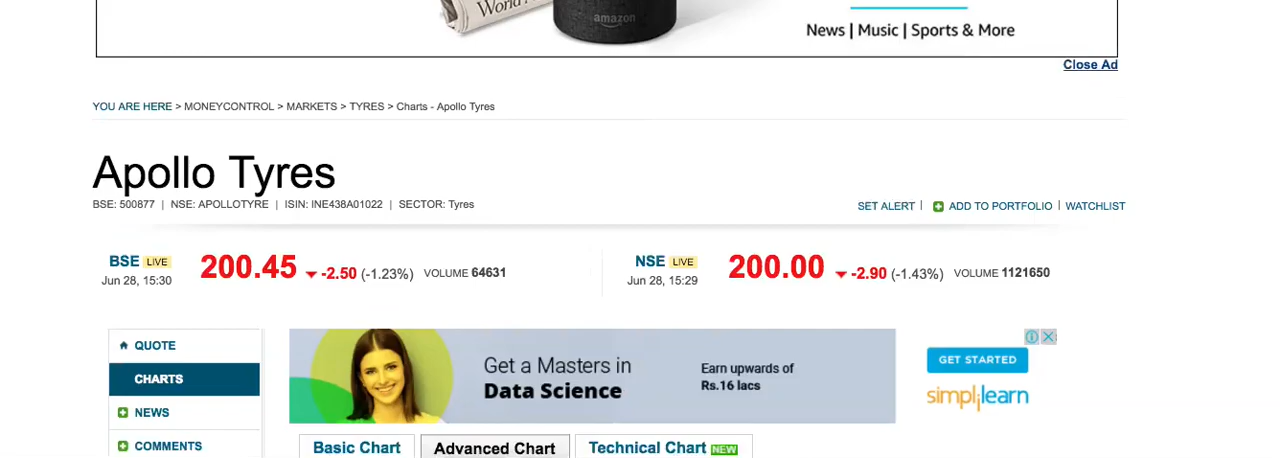 World
amazon
News | Music | Sports & More
Close Ad
YOU ARE HERE > MONEYCONTROL > MARKETS > TYRES > Charts - Apollo Tyres
Apollo Tyres
BSE: 500877 | NSE: APOLLOTYRE | ISIN: INE438A01022 | SECTOR: Tyres
SET ALERT | ADD TO PORTFOLIO | WATCHLIST
BSE LIVE 200.45 -2.50 (-1.23%) VOLUME 64631
Jun 28, 15:30
NSE LIVE 200.00 -2.90 (-1.43%) VOLUME 1121650
Jun 28, 15:29
QUOTE
CHARTS
NEWS
COMMENTS
Get a Masters in
Data Science
Earn upwards of
Rs.16 lacs
GET STARTED
simplilearn
Basic Chart
Advanced Chart
Technical Chart NEW